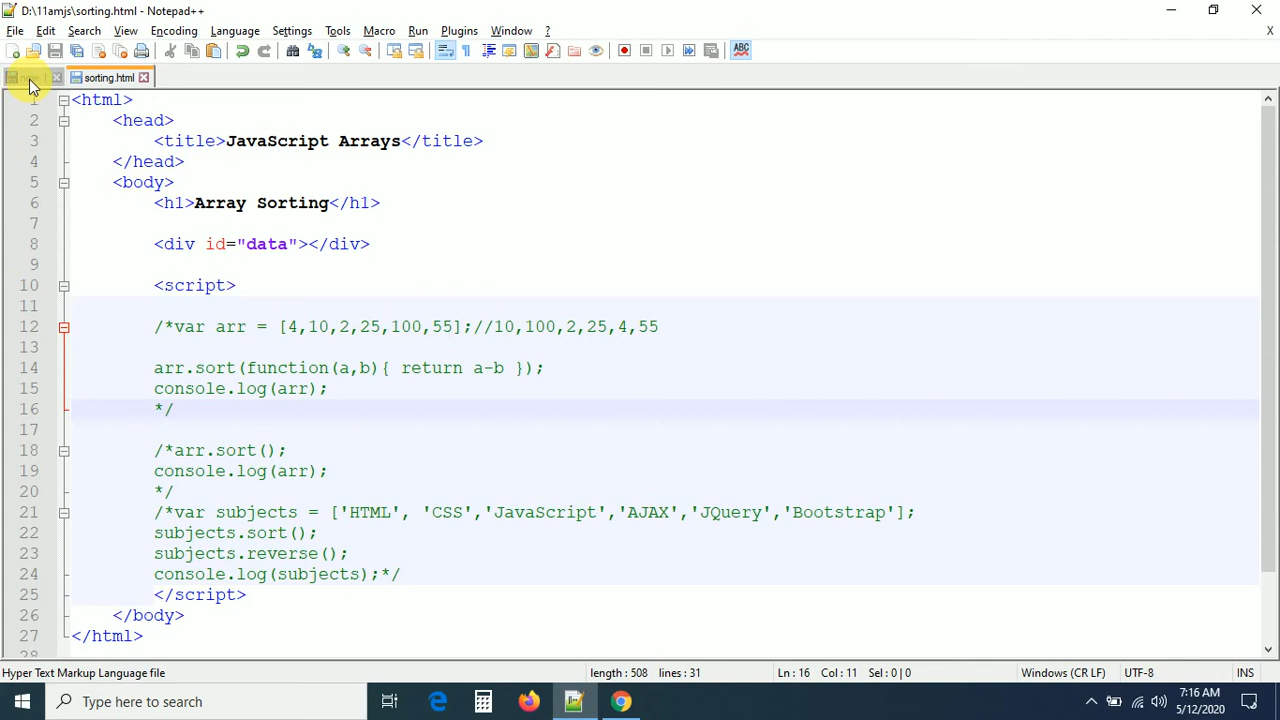 D:\11amjs\sorting.html - Notepad++
File Edit Search View Encoding Language Settings Tools Macro Run Plugins Window ? X
ABC
new 1 sorting.html
1 <html>
2 <head>
3 <title>JavaScript Arrays</title>
4 </head>
5 <body>
6 <h1>Array Sorting</h1>
7
8 <div id="data"></div>
9
10 <script>
11
12 /*var arr = [4,10,2,25,100,55];//10,100,2,25,4,55
13
14 arr.sort(function(a,b){ return a-b });
15 console.log(arr);
16 */
17
18 /*arr.sort();
19 console.log(arr);
20 */
21 /*var subjects = ['HTML', 'CSS','JavaScript','AJAX','JQuery','Bootstrap'];
22 subjects.sort();
23 subjects.reverse();
24 console.log(subjects);*/
25 </script>
26 </body>
27 </html>
28
Hyper Text Markup Language file length : 508 lines : 31 Ln : 16 Col : 11 Sel : 0 | 0 Windows (CR LF) UTF-8 INS
Type here to search
7:16 AM
5/12/2020